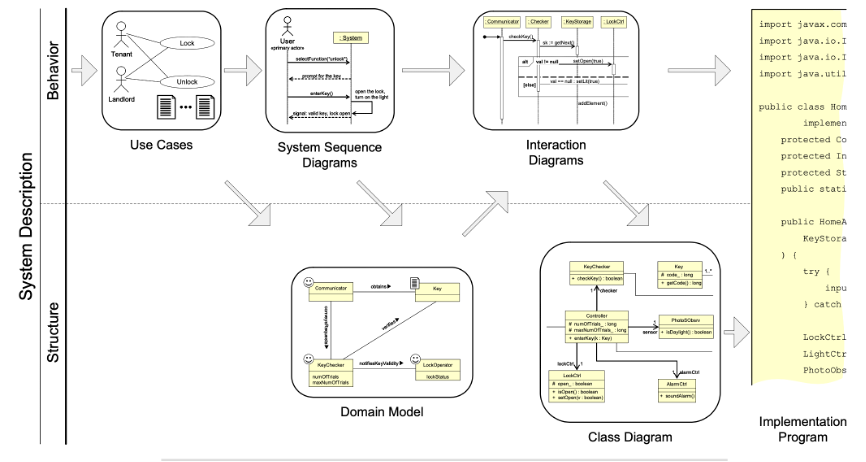 System Description
Behavior
Structure
Tenant
Landlord
Lock
Unlock
Use Cases
User
«primary actor»
: System
selectFunction("unlock")
prompt for the key
enterKey()
open the lock,
turn on the light
signal: valid key, lock open
System Sequence
Diagrams
: Communicator
: Checker
: KeyStorage
: LockCtrl
checkKey()
sk := getNext()
alt
val != null
setOpen(true)
[else]
val == null : setLit(true)
Interaction
Diagrams
Communicator
obtains
Key
verifies
KeyChecker
numOfTrials
maxNumOfTrials
notifiesKeyValidity
LockOperator
lockStatus
Domain Model
KeyChecker
+ checkKey() : boolean
Key
# code_ : long
+ getCode() : long
1..*
1
checker
Controller
# numOfTrials_ : long
# maxNumOfTrials_ : long
+ enterKey(k : Key)
1
sensor
PhotoSObsrv
+ isDaylight() : boolean
lockCtrl
1
LockCtrl
# open_ : boolean
+ isOpen() : boolean
+ setOpen(v : boolean)
1
alarmCtrl
AlarmCtrl
+ soundAlarm()
Class Diagram
import javax.com
import java.io.I
import java.io.I
import java.util
public class Hom
implemen
protected Co
protected In
protected St
public stati
public HomeA
KeyStora
) {
try {
inpu
} catch
LockCtrl
LightCtr
PhotoObs
Implementation
Program